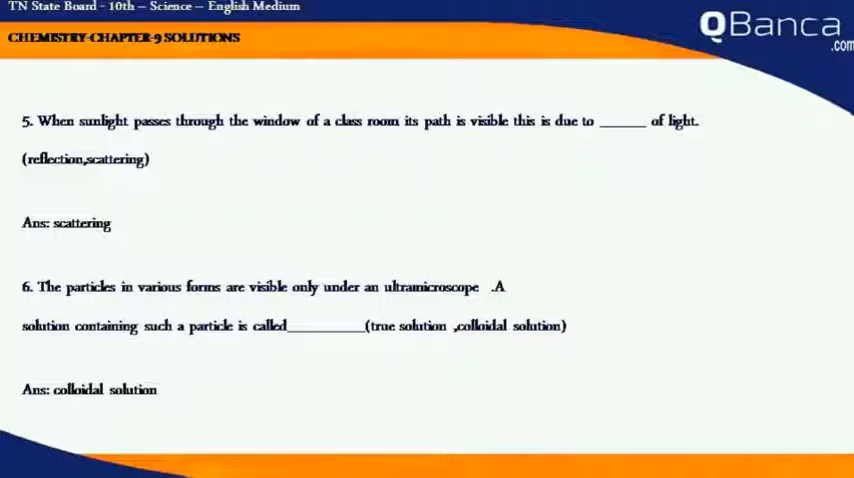 TN State Board - 10th – Science – English Medium
CHEMISTRY-CHAPTER-9 SOLUTIONS
QBanca
.com
5. When sunlight passes through the window of a class room its path is visible this is due to ______ of light.
(reflection,scattering)
Ans: scattering
6. The particles in various forms are visible only under an ultramicroscope .A
solution containing such a particle is called__________(true solution ,colloidal solution)
Ans: colloidal solution